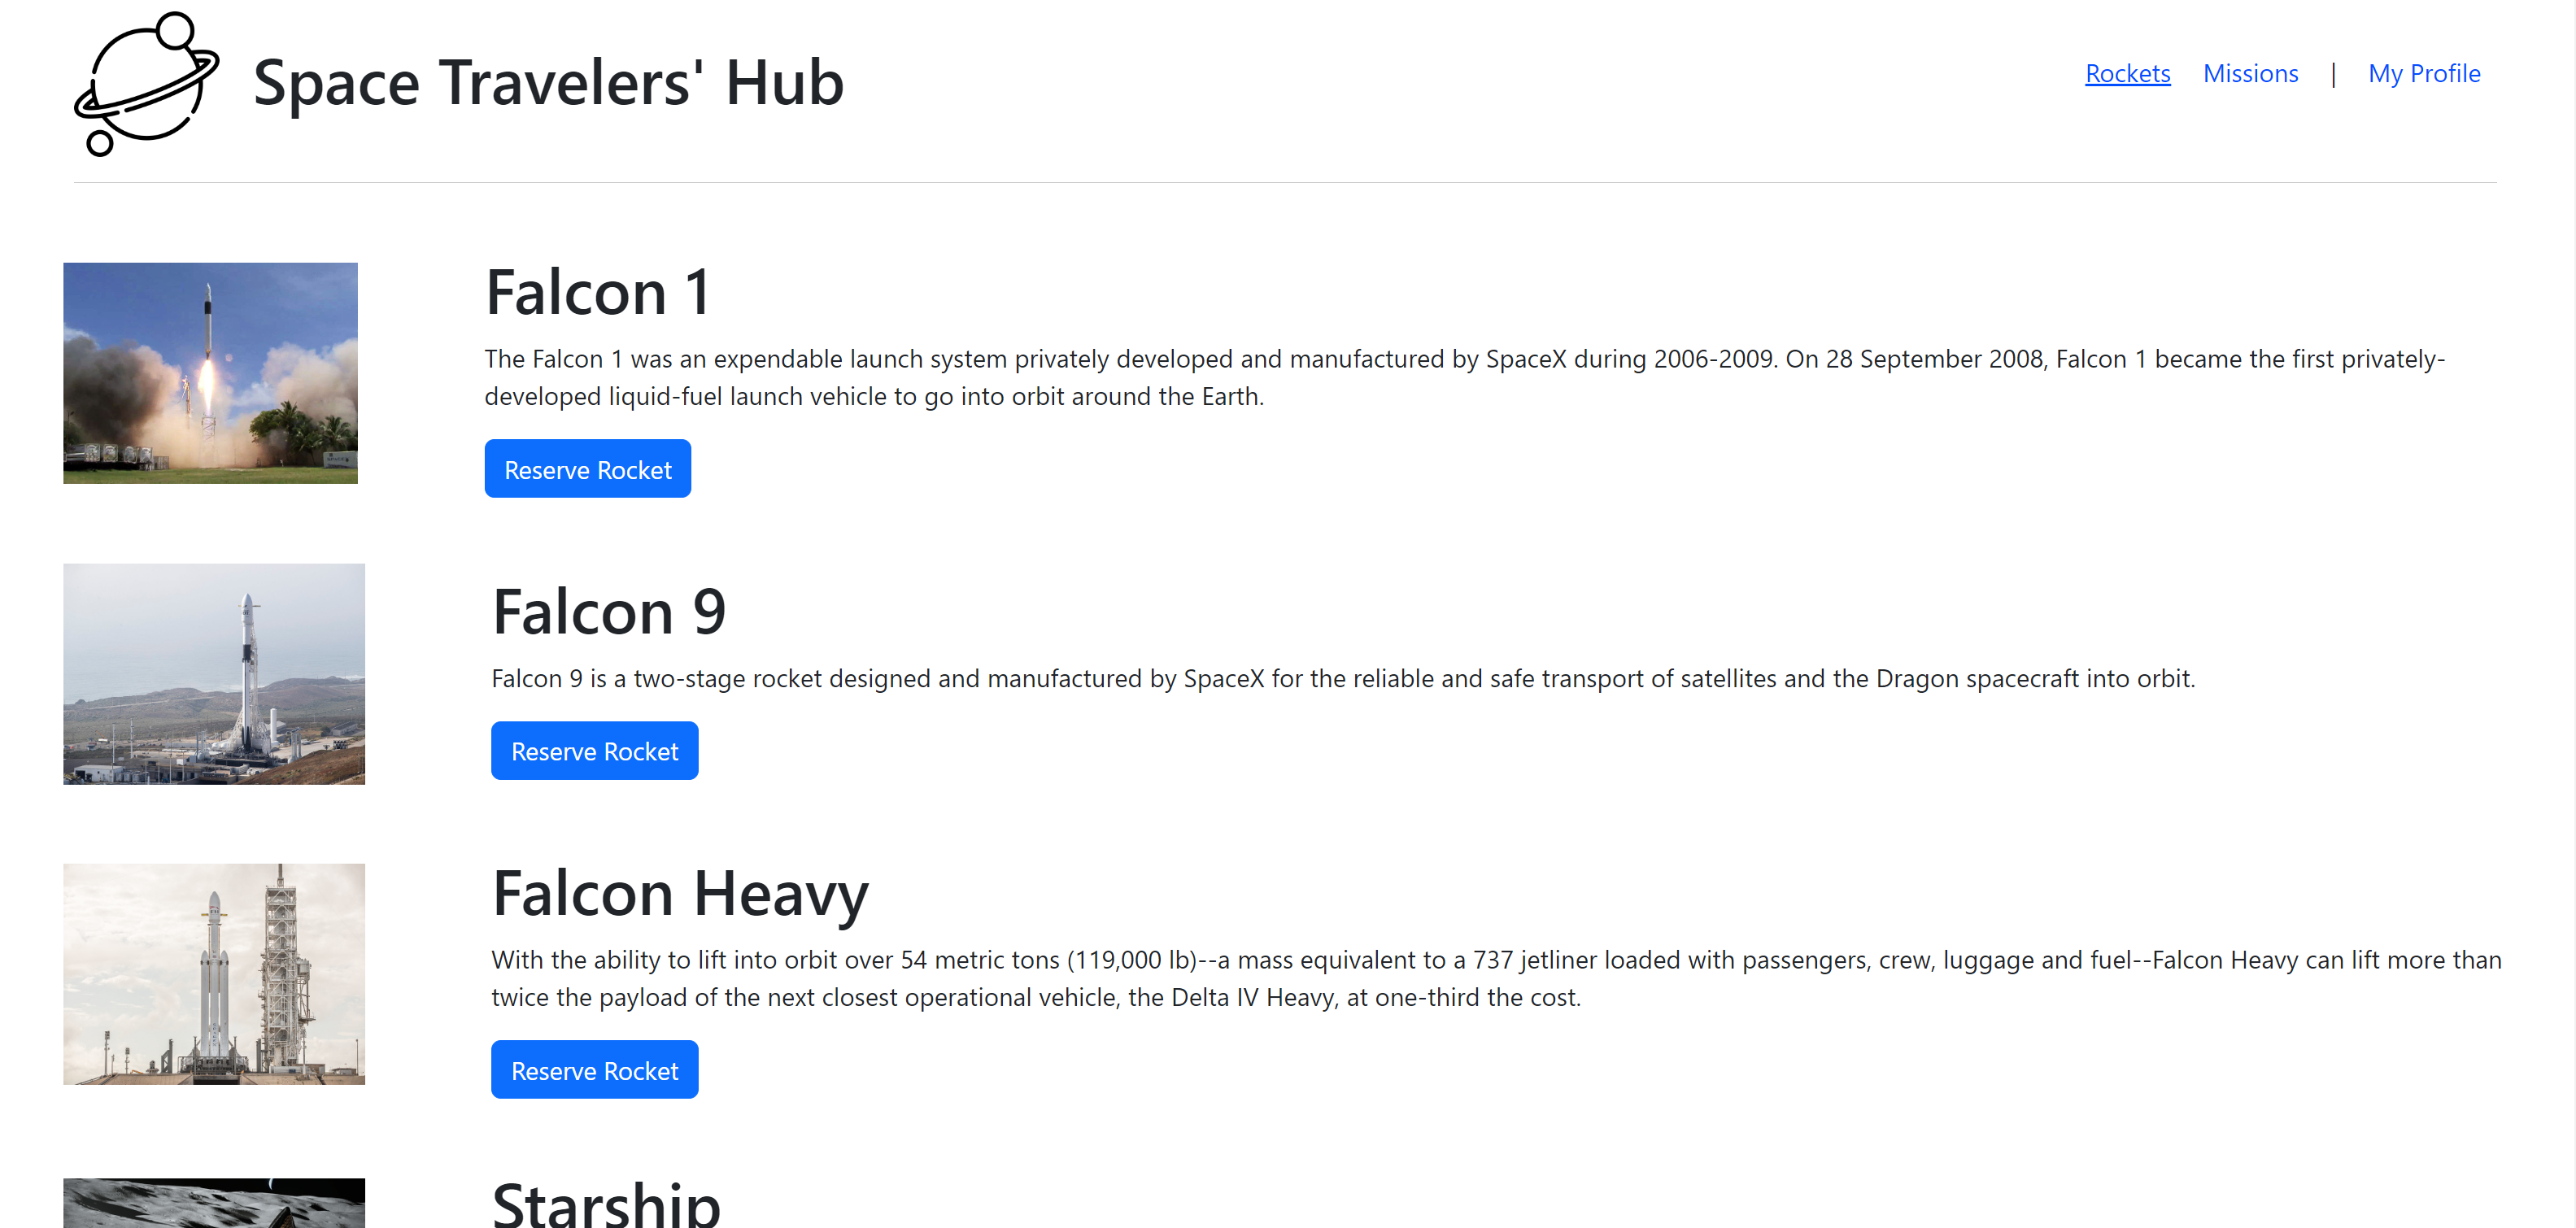 Space Travelers' Hub
Rockets Missions | My Profile
Falcon 1
The Falcon 1 was an expendable launch system privately developed and manufactured by SpaceX during 2006-2009. On 28 September 2008, Falcon 1 became the first privately-
developed liquid-fuel launch vehicle to go into orbit around the Earth.
Reserve Rocket
Falcon 9
Falcon 9 is a two-stage rocket designed and manufactured by SpaceX for the reliable and safe transport of satellites and the Dragon spacecraft into orbit.
Reserve Rocket
Falcon Heavy
With the ability to lift into orbit over 54 metric tons (119,000 lb)--a mass equivalent to a 737 jetliner loaded with passengers, crew, luggage and fuel--Falcon Heavy can lift more than
twice the payload of the next closest operational vehicle, the Delta IV Heavy, at one-third the cost.
Reserve Rocket
Starship